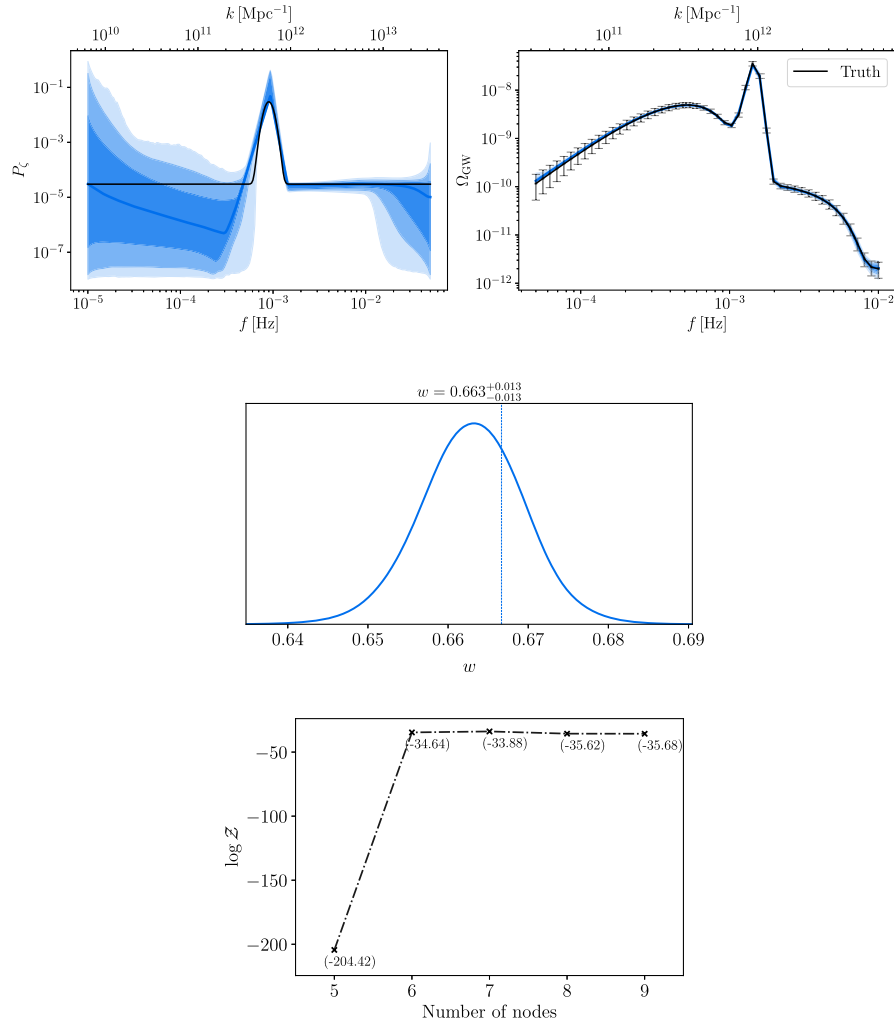 k [Mpc⁻¹]
10¹⁰ 10¹¹ 10¹² 10¹³
10⁻¹
10⁻³
10⁻⁵
10⁻⁷
P_ζ
10⁻⁵ 10⁻⁴ 10⁻³ 10⁻²
f [Hz]
k [Mpc⁻¹]
10¹¹ 10¹²
Truth
10⁻⁸
10⁻⁹
10⁻¹⁰
10⁻¹¹
10⁻¹²
Ω_GW
10⁻⁴ 10⁻³ 10⁻²
f [Hz]
w = 0.663^{+0.013}_{-0.013}
0.64 0.65 0.66 0.67 0.68 0.69
w
−50
−100
−150
−200
log 𝒵
(-204.42)
(-34.64)
(-33.88)
(-35.62)
(-35.68)
5 6 7 8 9
Number of nodes